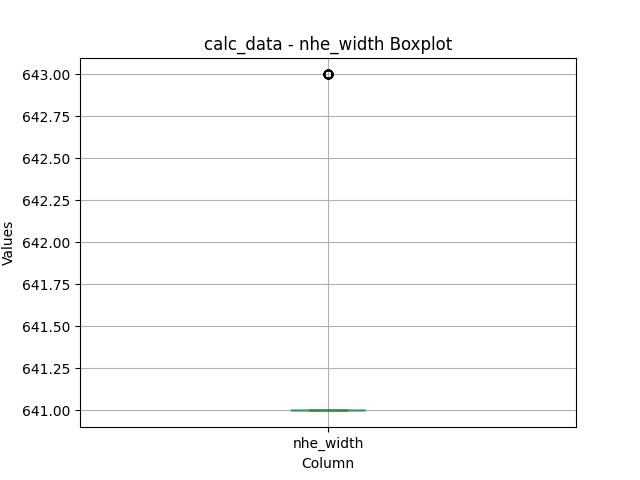 calc_data - nhe_width Boxplot
643.00
642.75
642.50
642.25
642.00
641.75
641.50
641.25
641.00
Values
nhe_width
Column